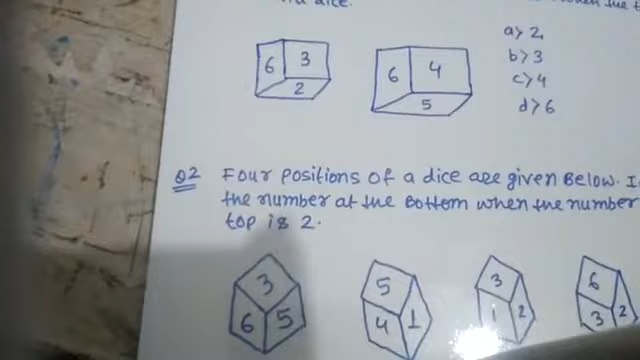 dice.
a> 2
b> 3
c> 4
d> 6
6 3 2
6 4 5
Q2 Four positions of a dice are given below.
the number at the bottom when the number
top is 2.
3 6 5
5 4 1
3 1 2
6 3 2